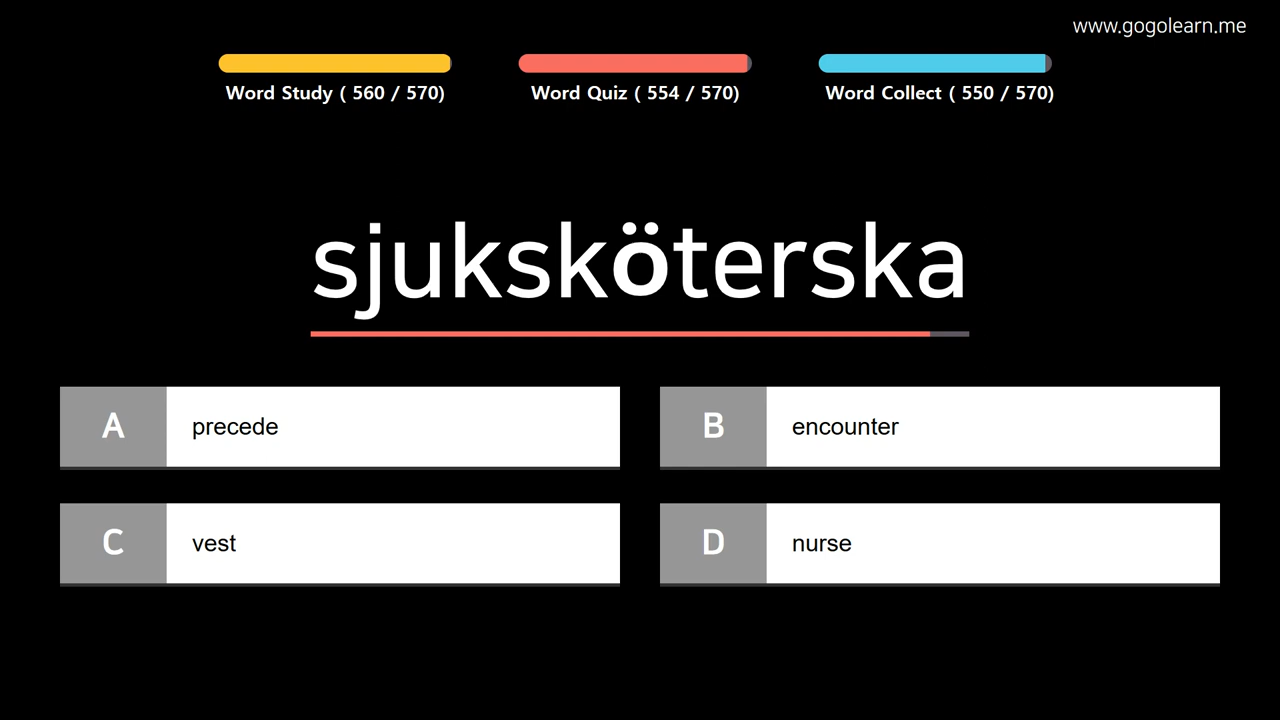 www.gogolearn.me
Word Study ( 560 / 570)
Word Quiz ( 554 / 570)
Word Collect ( 550 / 570)
sjuksköterska
A precede
B encounter
C vest
D nurse